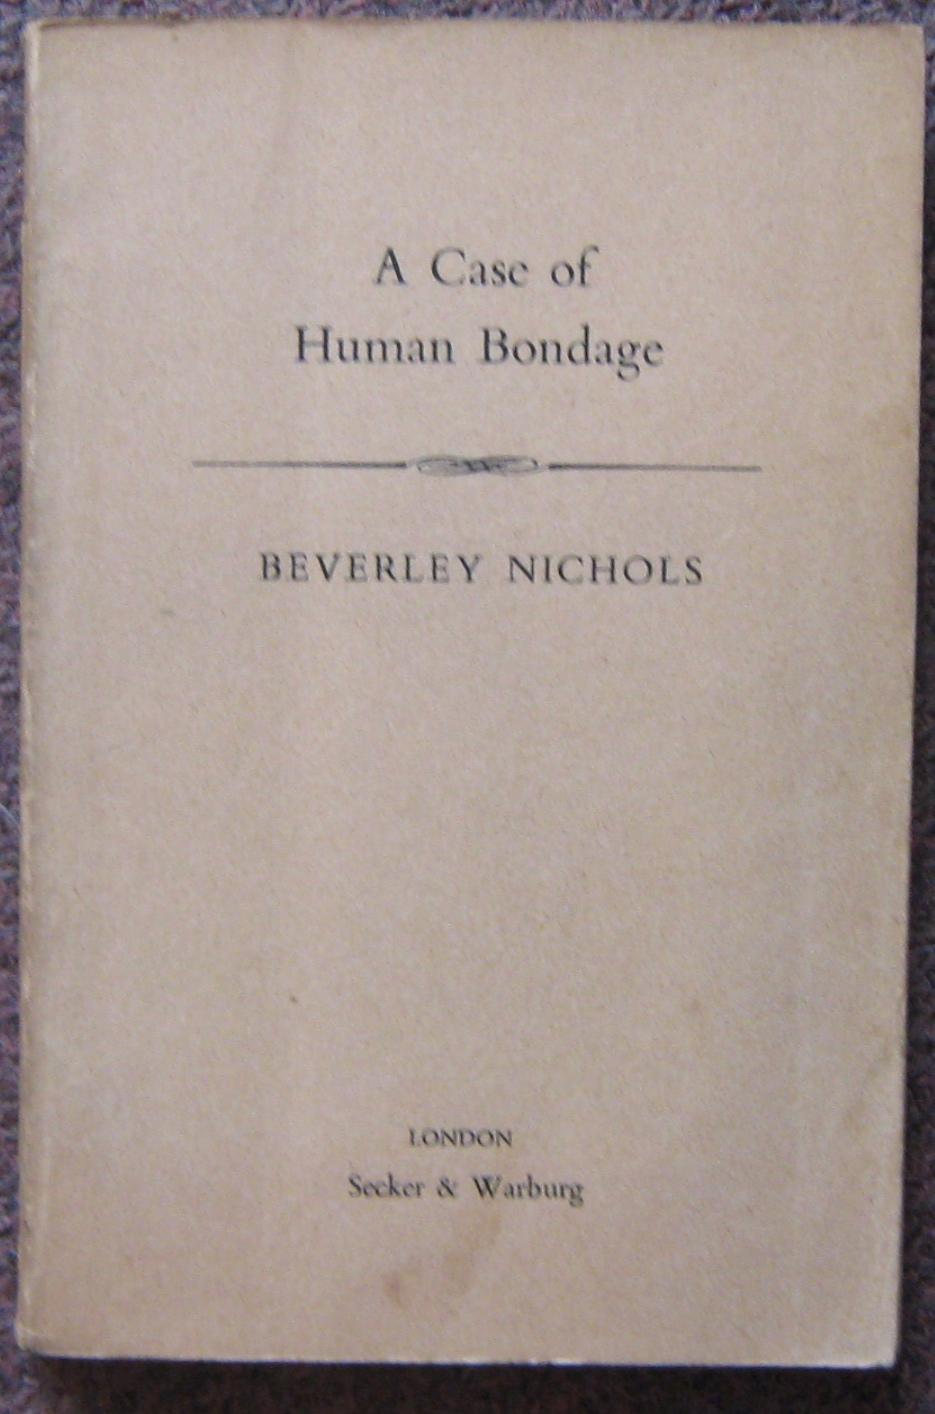 A Case of
Human Bondage
BEVERLEY NICHOLS
LONDON
Secker & Warburg